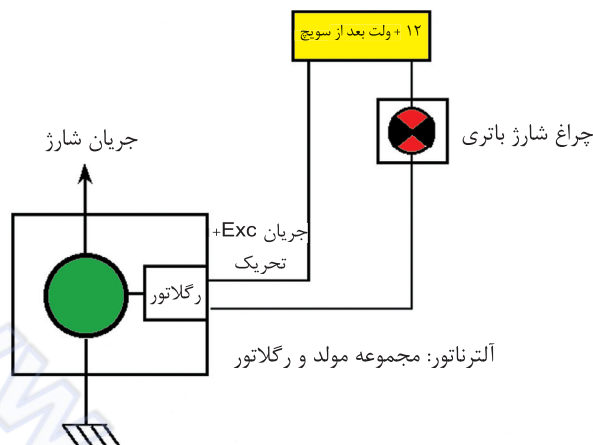 ۱۲ + ولت بعد از سویچ
چراغ شارژ باتری
جریان شارژ
جریان Exc+
تحریک
رگلاتور
آلترناتور: مجموعه مولد و رگلاتور